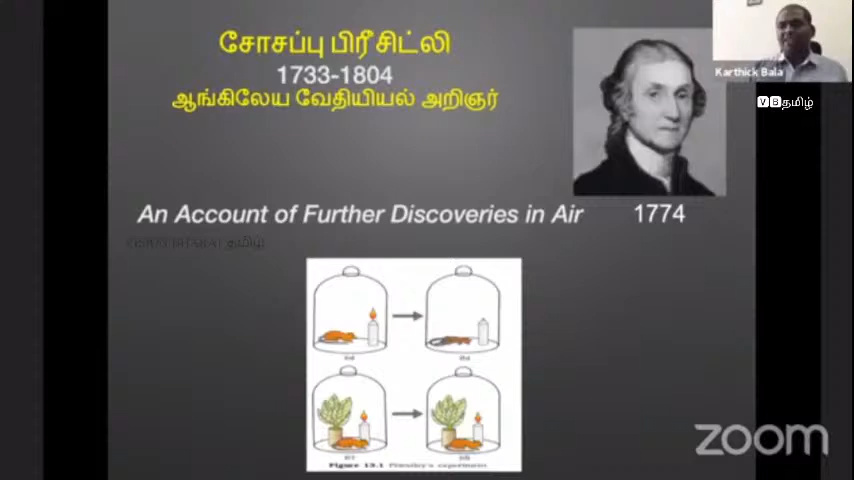 சோசப்பு பிரீசிட்லி
1733-1804
ஆங்கிலேய வேதியியல் அறிஞர்
Karthick Bala
VBதமிழ்
An Account of Further Discoveries in Air 1774
தமிழ்
Figure 13.1 Priestley's experiment
zoom